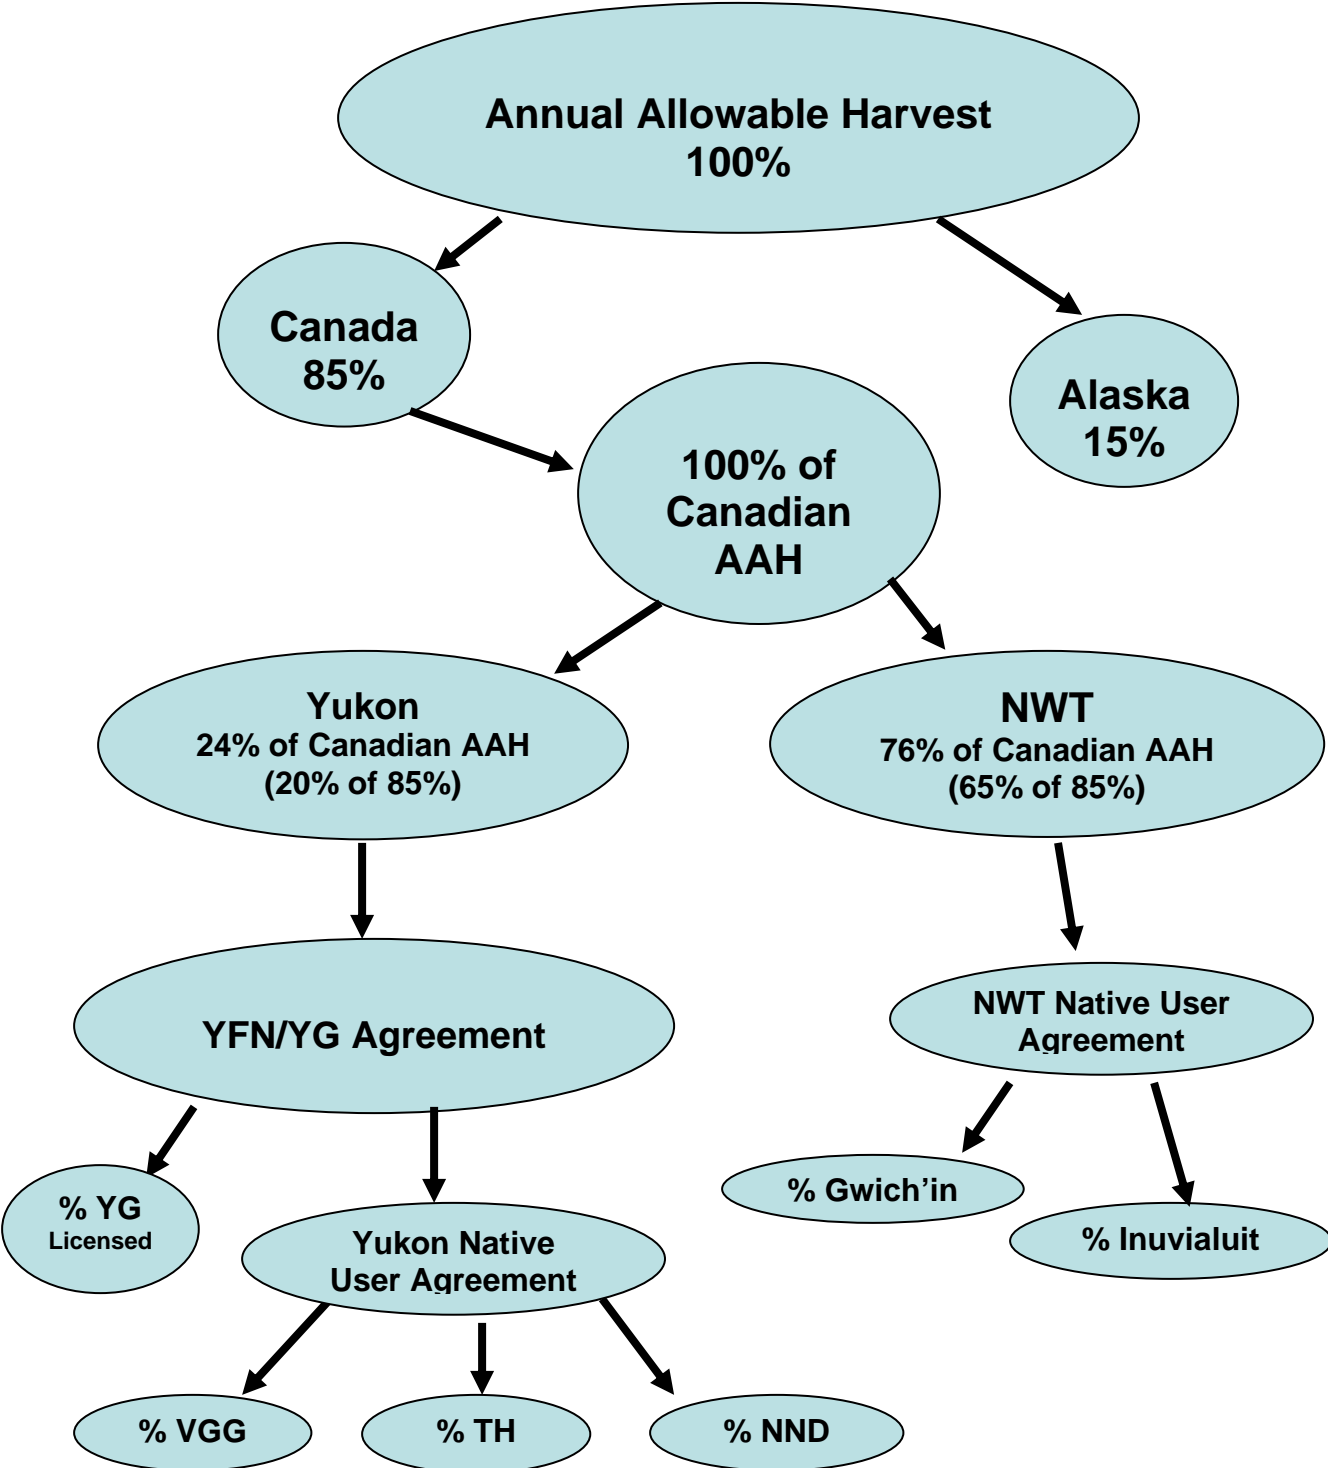 Annual Allowable Harvest
100%
Canada
85%
Alaska
15%
100% of
Canadian
AAH
Yukon
24% of Canadian AAH
(20% of 85%)
NWT
76% of Canadian AAH
(65% of 85%)
YFN/YG Agreement
NWT Native User
Agreement
% YG
Licensed
Yukon Native
User Agreement
% Gwich’in
% Inuvialuit
% VGG
% TH
% NND